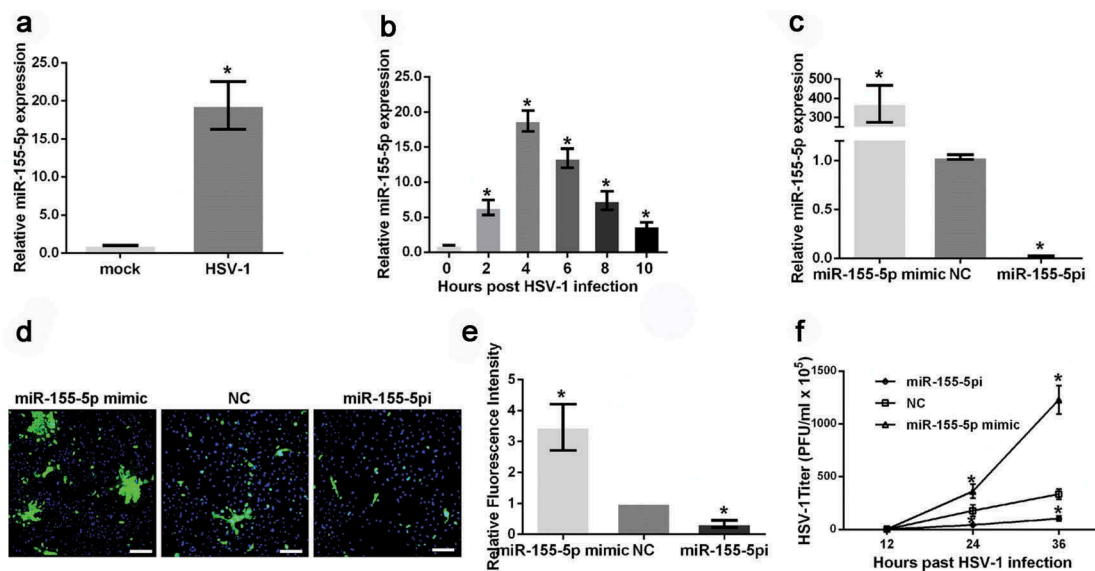 a
Relative miR-155-5p expression
25.0
20.0
15.0
10.0
5.0
0.0
*
mock
HSV-1
b
Relative miR-155-5p expression
25.0
20.0
15.0
10.0
5.0
0.0
*
*
*
*
*
0 2 4 6 8 10
Hours post HSV-1 infection
c
Relative miR-155-5p expression
500
400
300
1.0
0.5
0.0
*
*
miR-155-5p mimic NC miR-155-5pi
d
miR-155-5p mimic
NC
miR-155-5pi
e
Relative Fluorescence Intensity
5
4
3
2
1
0
*
*
miR-155-5p mimic NC miR-155-5pi
f
HSV-1Titer (PFU/ml x 10⁵)
1500
1000
500
0
miR-155-5pi
NC
miR-155-5p mimic
*
*
*
*
12 24 36
Hours past HSV-1 infection